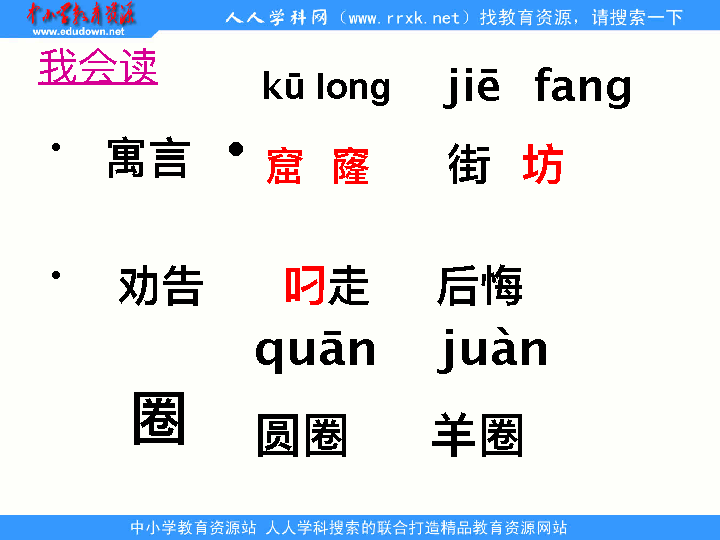 中小学教育资源
www.edudown.net
人人学科网（www.rrxk.net）找教育资源，请搜索一下
我会读
kū long jiē fang
• 寓言 • 窟 窿 街 坊
• 劝告 叼走 后悔
quān juàn
圈 圆圈 羊圈
中小学教育资源站 人人学科搜索的联合打造精品教育资源网站